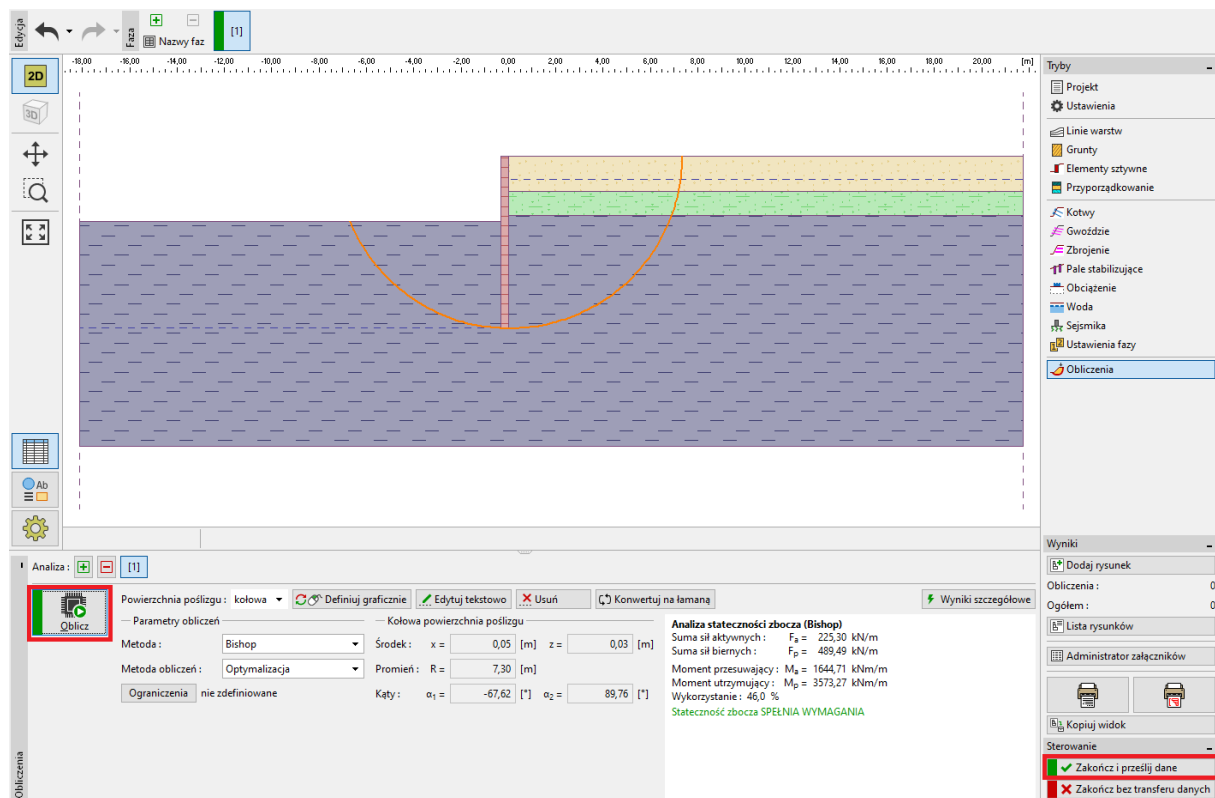 Edycja
Faza
Nazwy faz
[1]
2D
3D
-18,00 -16,00 -14,00 -12,00 -10,00 -8,00 -6,00 -4,00 -2,00 0,00 2,00 4,00 6,00 8,00 10,00 12,00 14,00 16,00 18,00 20,00 [m]
Tryby
Projekt
Ustawienia
Linie warstw
Grunty
Elementy sztywne
Przyporządkowanie
Kotwy
Gwoździe
Zbrojenie
Pale stabilizujące
Obciążenie
Woda
Sejsmika
Ustawienia fazy
Obliczenia
Ab
Analiza : [1]
Oblicz
Powierzchnia poślizgu : kołowa Definiuj graficznie Edytuj tekstowo Usuń Konwertuj na łamaną Wyniki szczegółowe
Parametry obliczeń
Metoda : Bishop
Metoda obliczeń : Optymalizacja
Ograniczenia nie zdefiniowane
Kołowa powierzchnia poślizgu
Środek : x = 0,05 [m] z = 0,03 [m]
Promień : R = 7,30 [m]
Kąty : α1 = -67,62 [°] α2 = 89,76 [°]
Analiza stateczności zbocza (Bishop)
Suma sił aktywnych : Fa = 225,30 kN/m
Suma sił biernych : Fp = 489,49 kN/m
Moment przesuwający : Ma = 1644,71 kNm/m
Moment utrzymujący : Mp = 3573,27 kNm/m
Wykorzystanie : 46,0 %
Stateczność zbocza SPEŁNIA WYMAGANIA
Obliczenia
Wyniki
Dodaj rysunek
Obliczenia : 0
Ogółem : 0
Lista rysunków
Administrator załączników
Kopiuj widok
Sterowanie
Zakończ i prześlij dane
Zakończ bez transferu danych